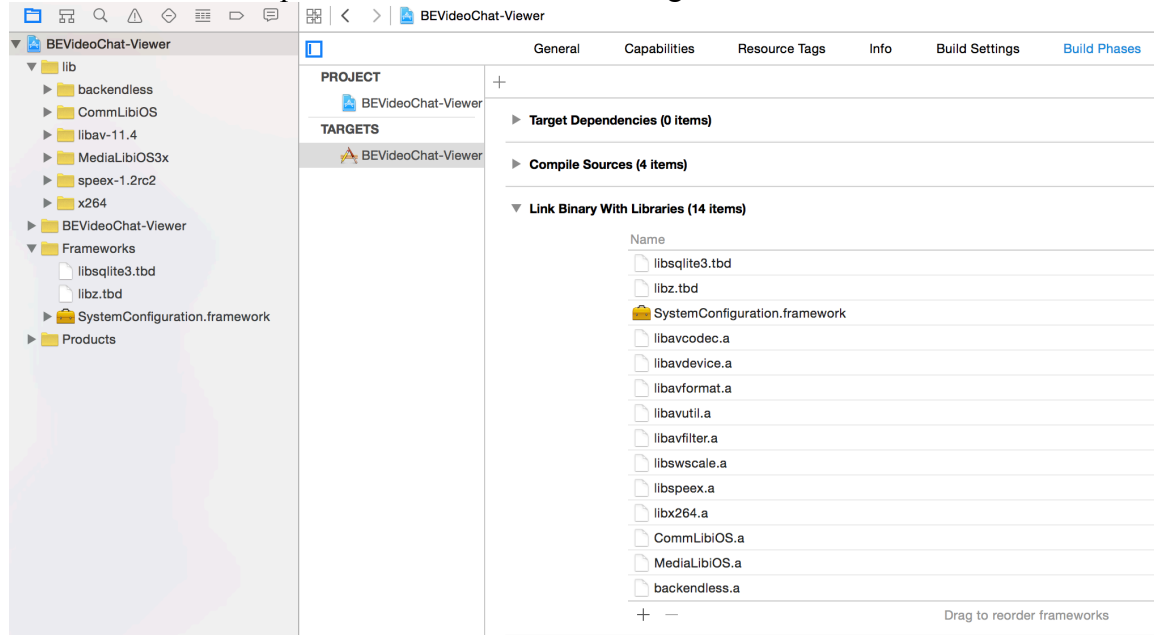 BEVideoChat-Viewer
BEVideoChat-Viewer
lib
backendless
CommLibiOS
libav-11.4
MediaLibiOS3x
speex-1.2rc2
x264
BEVideoChat-Viewer
Frameworks
libsqlite3.tbd
libz.tbd
SystemConfiguration.framework
Products
General Capabilities Resource Tags Info Build Settings Build Phases
PROJECT
BEVideoChat-Viewer
TARGETS
BEVideoChat-Viewer
Target Dependencies (0 items)
Compile Sources (4 items)
Link Binary With Libraries (14 items)
Name
libsqlite3.tbd
libz.tbd
SystemConfiguration.framework
libavcodec.a
libavdevice.a
libavformat.a
libavutil.a
libavfilter.a
libswscale.a
libspeex.a
libx264.a
CommLibiOS.a
MediaLibiOS.a
backendless.a
Drag to reorder frameworks